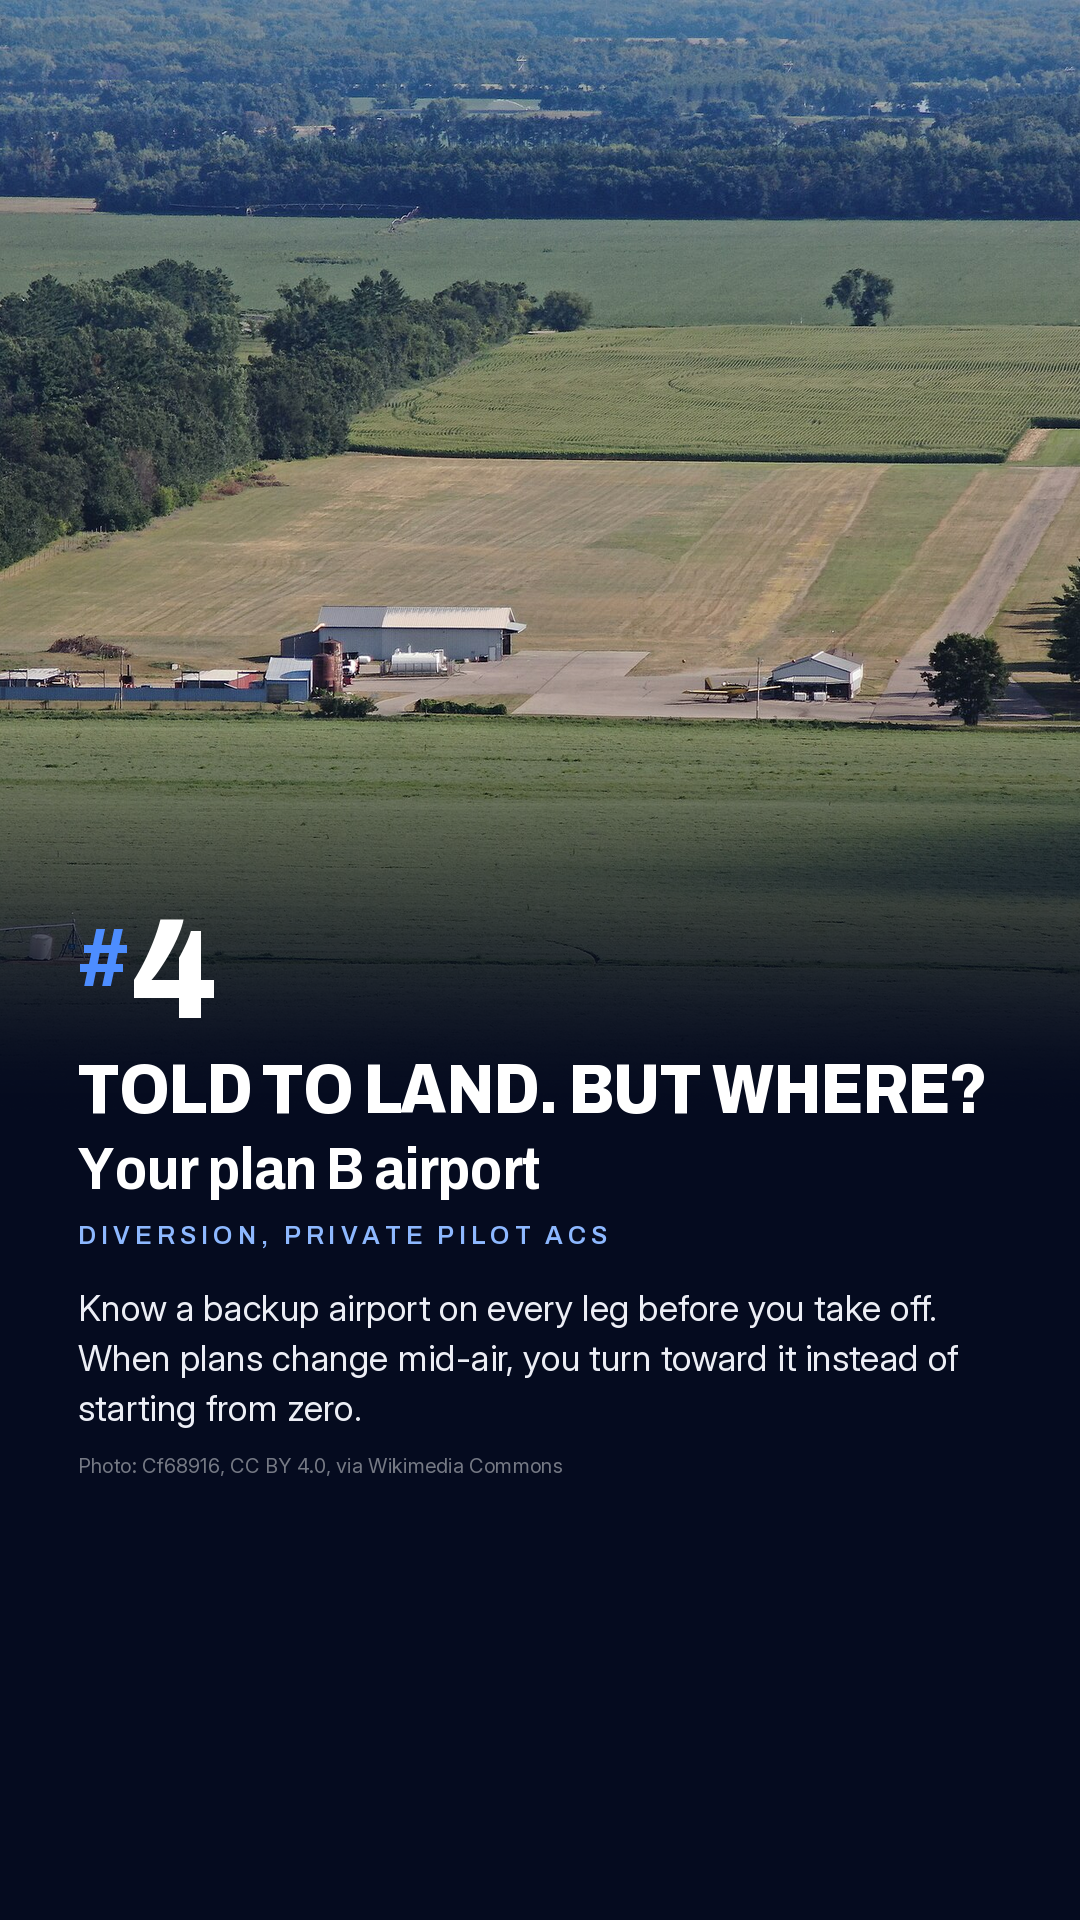 #4
TOLD TO LAND. BUT WHERE?
Your plan B airport
DIVERSION, PRIVATE PILOT ACS
Know a backup airport on every leg before you take off.
When plans change mid-air, you turn toward it instead of
starting from zero.
Photo: Cf68916, CC BY 4.0, via Wikimedia Commons